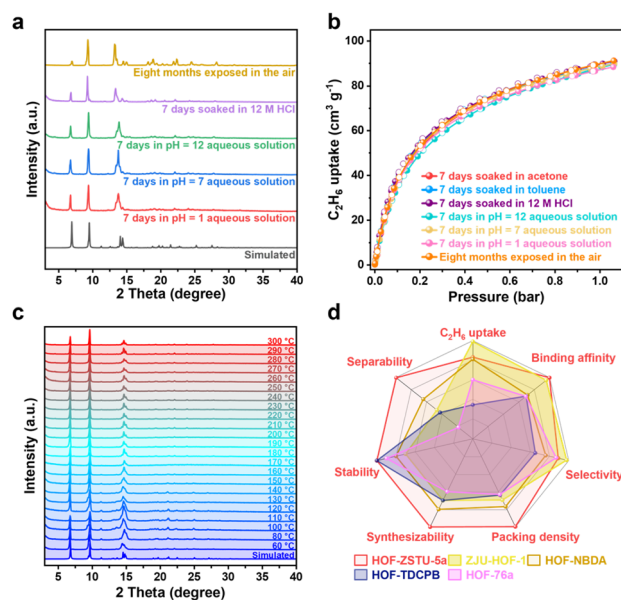 a
Intensity (a.u.)
Eight months exposed in the air
7 days soaked in 12 M HCl
7 days in pH = 12 aqueous solution
7 days in pH = 7 aqueous solution
7 days in pH = 1 aqueous solution
Simulated
5 10 15 20 25 30 35 40
2 Theta (degree)
b
C₂H₆ uptake (cm³ g⁻¹)
100
80
60
40
20
0
7 days soaked in acetone
7 days soaked in toluene
7 days soaked in 12 M HCl
7 days in pH = 12 aqueous solution
7 days in pH = 7 aqueous solution
7 days in pH = 1 aqueous solution
Eight months exposed in the air
0.0 0.2 0.4 0.6 0.8 1.0
Pressure (bar)
c
Intensity (a.u.)
300 °C
290 °C
280 °C
270 °C
260 °C
250 °C
240 °C
230 °C
220 °C
210 °C
200 °C
190 °C
180 °C
170 °C
160 °C
150 °C
140 °C
130 °C
120 °C
110 °C
100 °C
80 °C
60 °C
Simulated
5 10 15 20 25 30 35 40
2 Theta (degree)
d
C₂H₆ uptake
Binding affinity
Selectivity
Packing density
Synthesizability
Stability
Separability
HOF-ZSTU-5a ZJU-HOF-1 HOF-NBDA
HOF-TDCPB HOF-76a